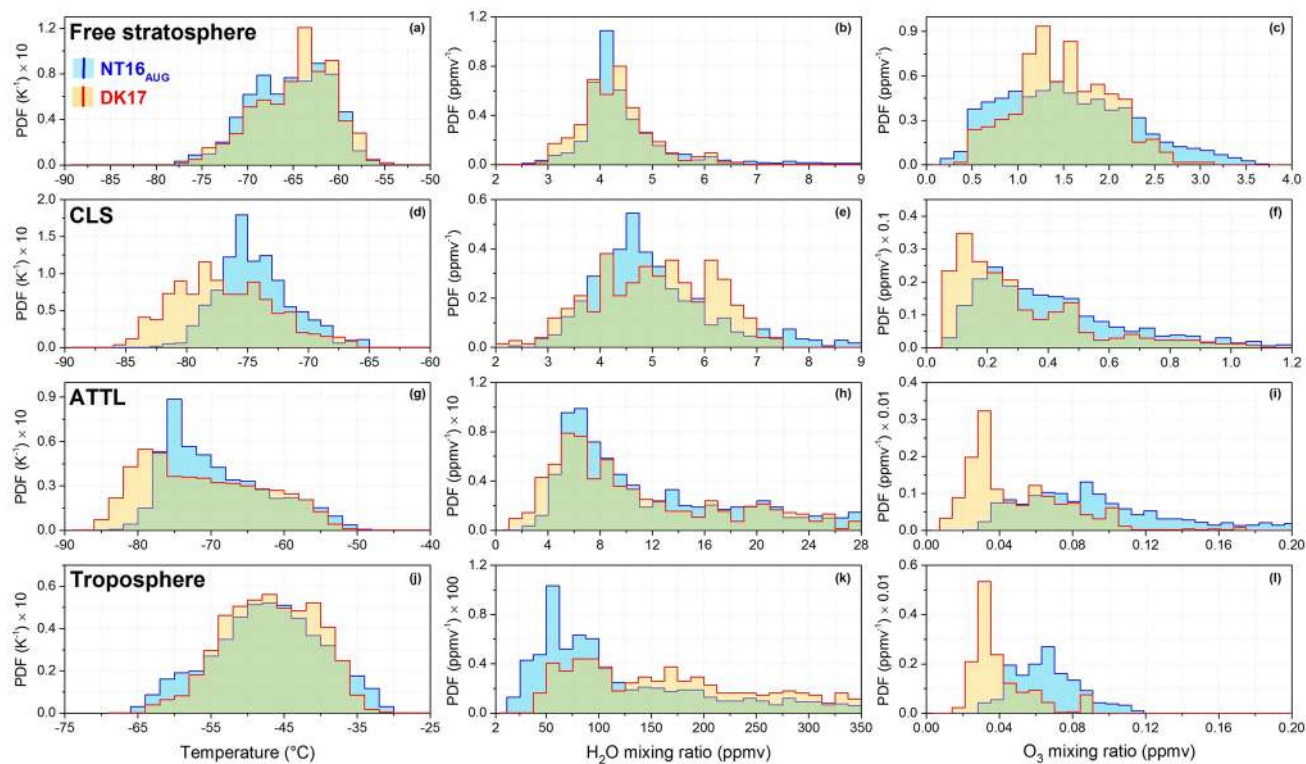 Free stratosphere
NT16AUG
DK17
(a)
PDF (K⁻¹) × 10
1.2
0.8
0.4
0.0
-90 -85 -80 -75 -70 -65 -60 -55 -50
(b)
PDF (ppmv⁻¹)
1.2
0.8
0.4
0.0
2 3 4 5 6 7 8 9
(c)
PDF (ppmv⁻¹)
0.9
0.6
0.3
0.0
0.0 0.5 1.0 1.5 2.0 2.5 3.0 3.5 4.0
CLS
(d)
PDF (K⁻¹) × 10
2.0
1.5
1.0
0.5
0.0
-90 -85 -80 -75 -70 -65 -60
(e)
PDF (ppmv⁻¹)
0.6
0.4
0.2
0.0
2 3 4 5 6 7 8 9
(f)
PDF (ppmv⁻¹) × 0.1
0.4
0.3
0.2
0.1
0.0
0.0 0.2 0.4 0.6 0.8 1.0 1.2
ATTL
(g)
PDF (K⁻¹) × 10
0.9
0.6
0.3
0.0
-90 -80 -70 -60 -50 -40
(h)
PDF (ppmv⁻¹) × 10
1.2
1.0
0.8
0.6
0.4
0.2
0.0
0 4 8 12 16 20 24 28
(i)
PDF (ppmv⁻¹) × 0.01
0.4
0.3
0.2
0.1
0.0
0.00 0.04 0.08 0.12 0.16 0.20
Troposphere
(j)
PDF (K⁻¹) × 10
0.6
0.4
0.2
0.0
-75 -65 -55 -45 -35 -25
Temperature (°C)
(k)
PDF (ppmv⁻¹) × 100
1.2
0.8
0.4
0.0
2 50 100 150 200 250 300 350
H₂O mixing ratio (ppmv)
(l)
PDF (ppmv⁻¹) × 0.01
0.6
0.4
0.2
0.0
0.00 0.04 0.08 0.12 0.16 0.20
O₃ mixing ratio (ppmv)